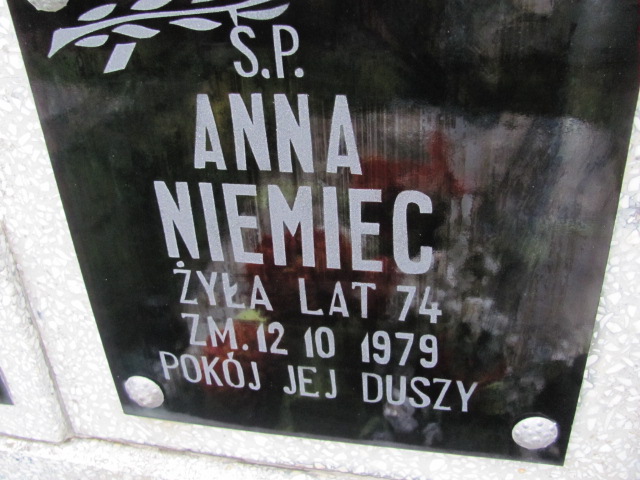 Ś.P.
ANNA
NIEMIEC
ŻYŁA LAT 74
ZM. 12 10 1979
POKÓJ JEJ DUSZY